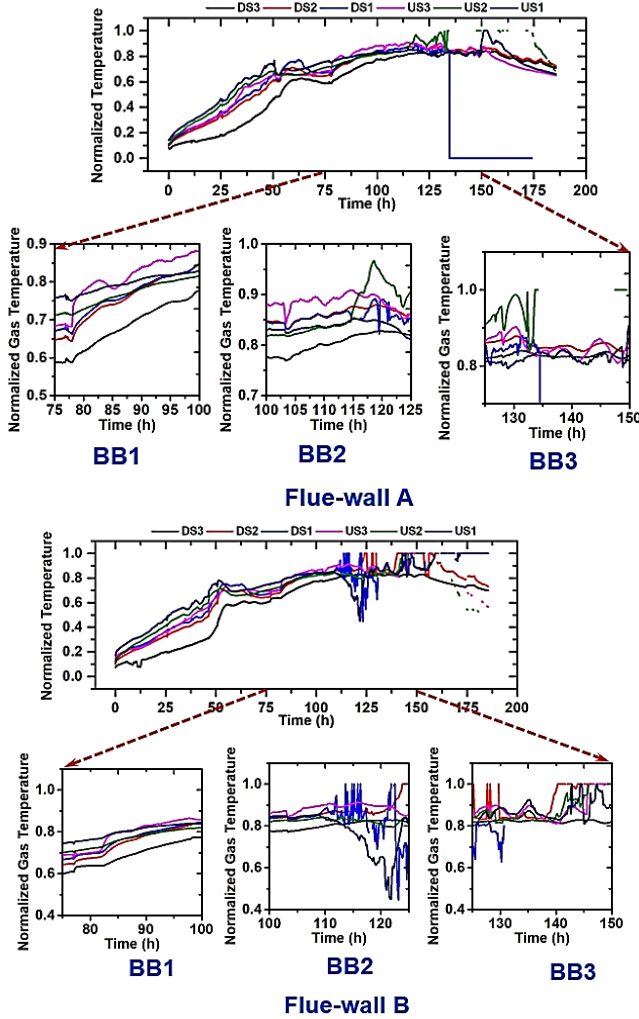 DS3 DS2 DS1 US3 US2 US1
Normalized Temperature
1.0
0.8
0.6
0.4
0.2
0.0
0 25 50 75 100 125 150 175 200
Time (h)
Normalized Gas Temperature
0.9
0.8
0.7
0.6
0.5
75 80 85 90 95 100
Time (h)
BB1
Normalized Gas Temperature
1.0
0.9
0.8
0.7
100 105 110 115 120 125
Time (h)
BB2
Normalized Gas Temperature
1.0
0.8
130 140 150
Time (h)
BB3
Flue-wall A
DS3 DS2 DS1 US3 US2 US1
Normalized Temperature
1.0
0.8
0.6
0.4
0.2
0.0
0 25 50 75 100 125 150 175 200
Time (h)
Normalized Gas Temperature
1.0
0.8
0.6
0.4
80 90 100
Time (h)
BB1
Normalized Gas Temperature
1.0
0.8
0.6
0.4
100 110 120
Time (h)
BB2
Normalized Gas Temperature
1.0
0.8
0.6
0.4
130 140 150
Time (h)
BB3
Flue-wall B